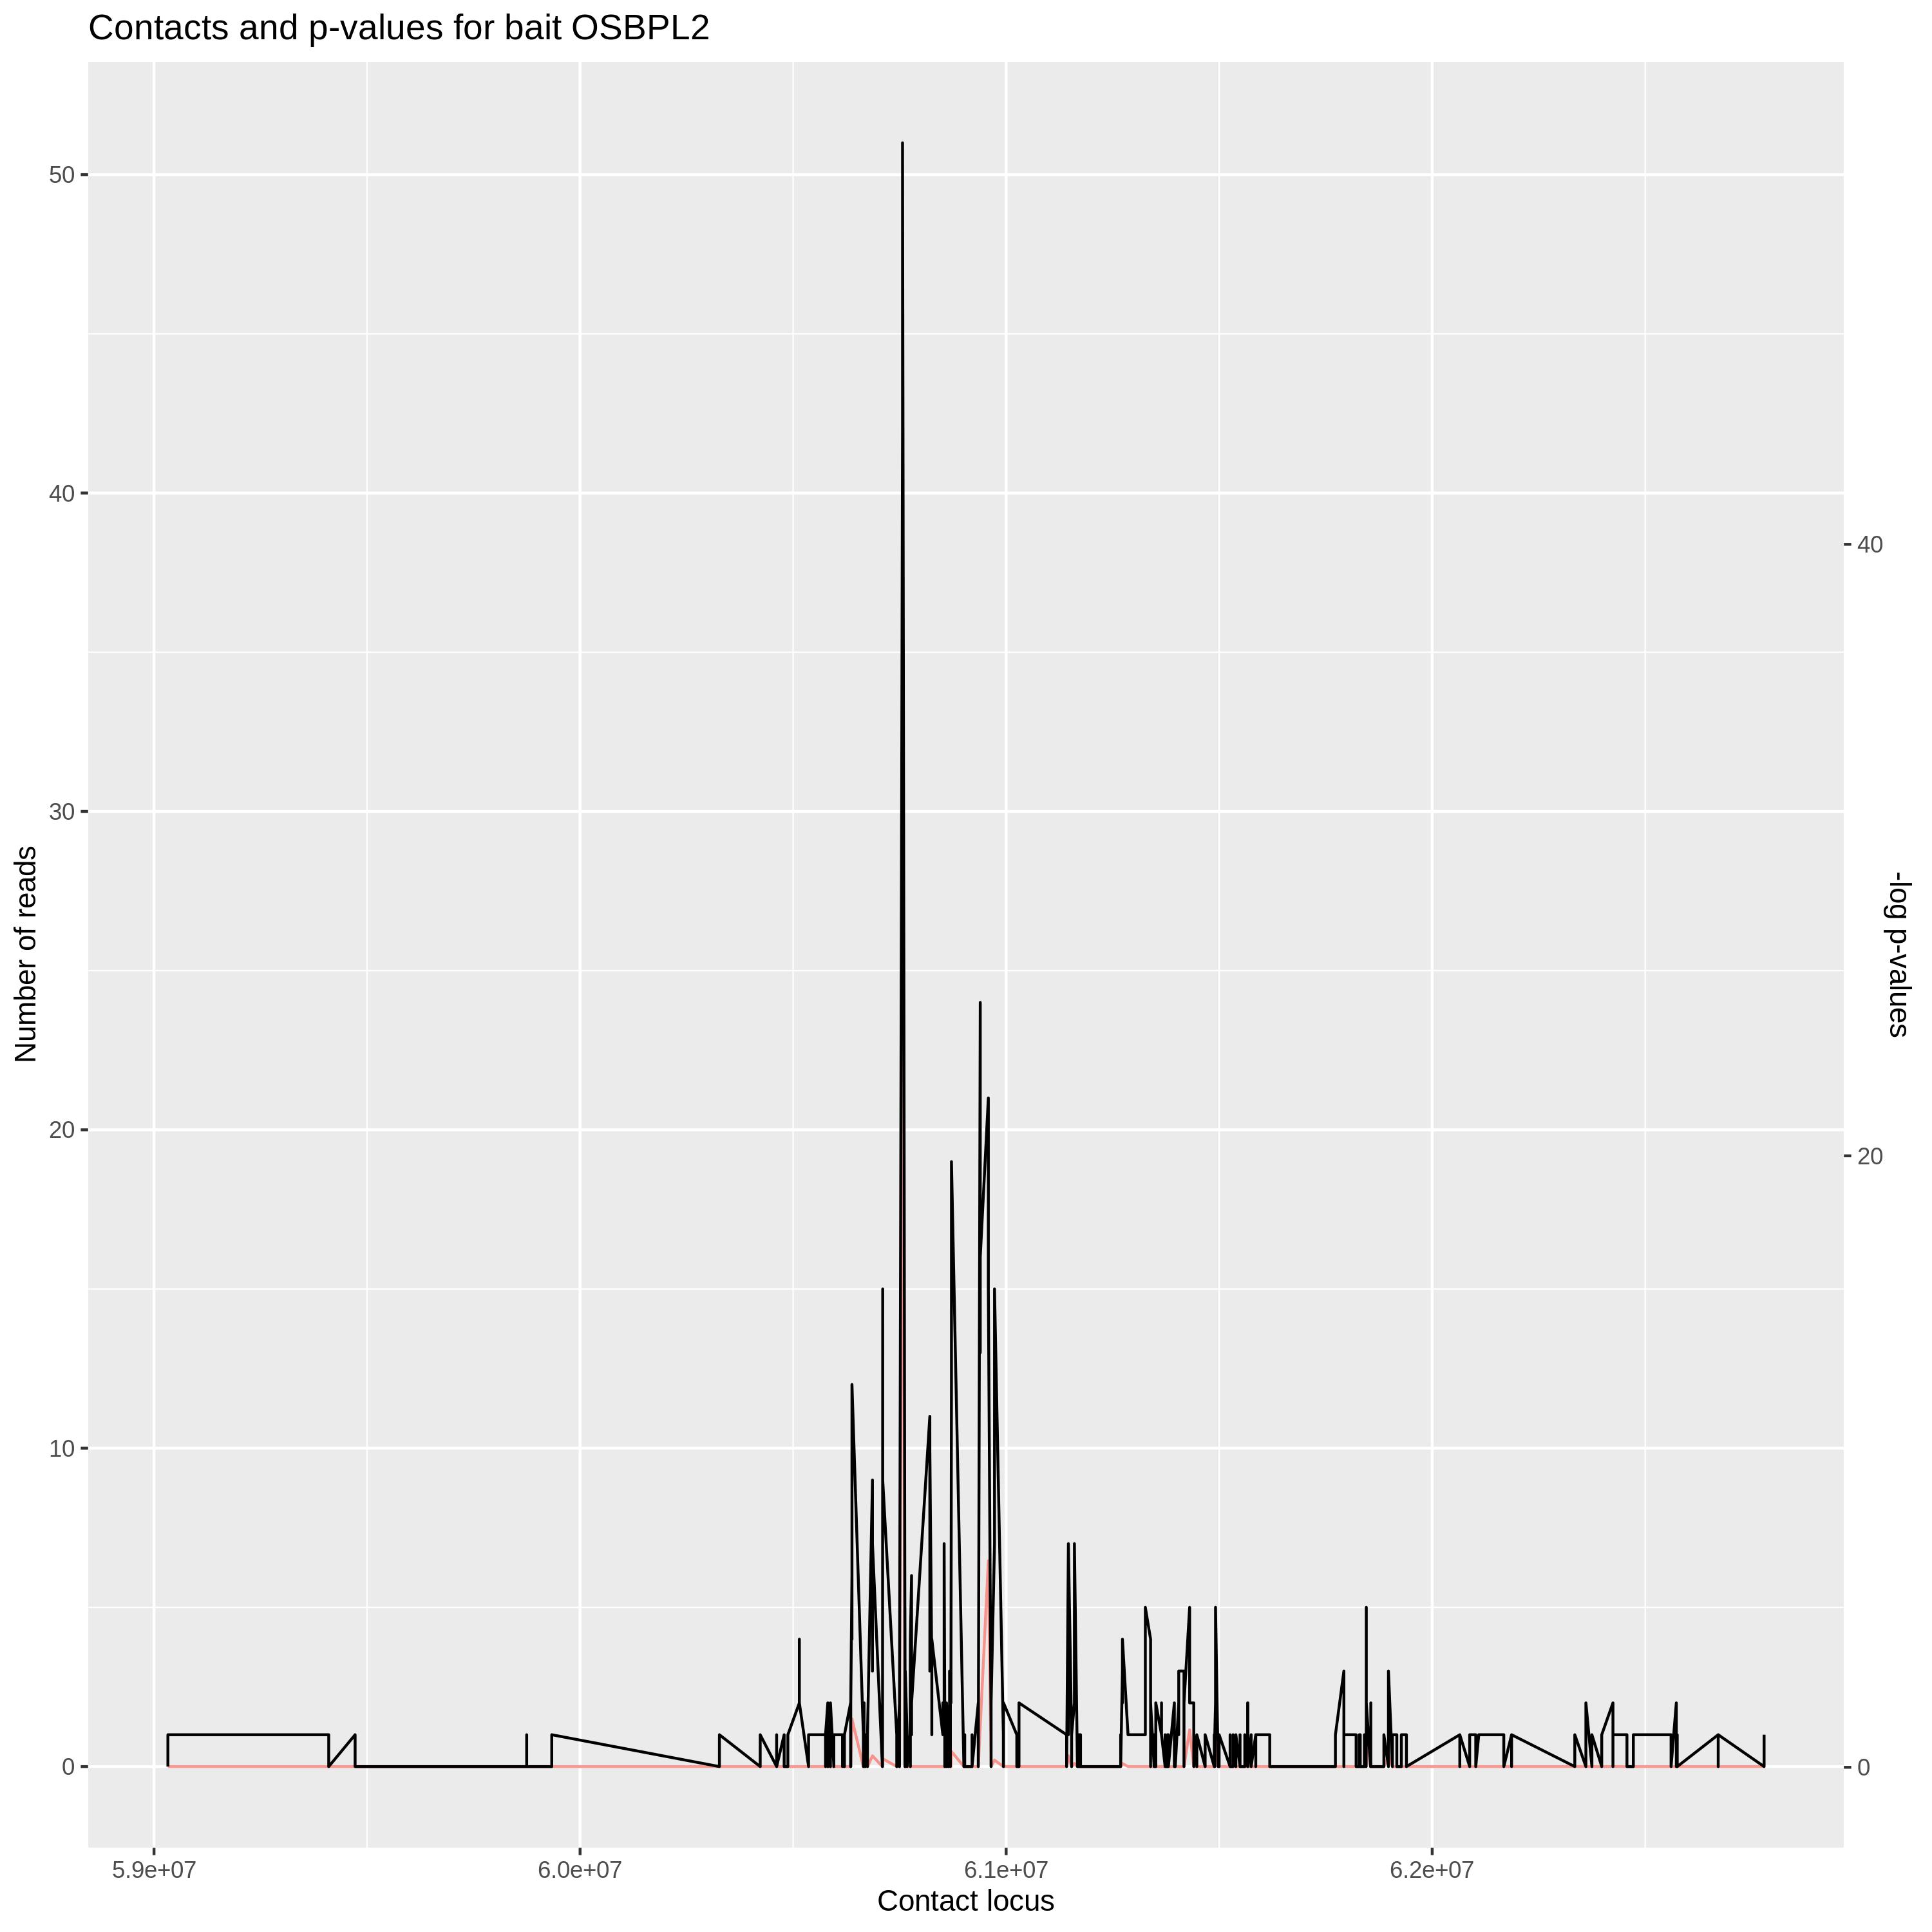 Contacts and p-values for bait OSBPL2
50
40
30
20
10
0
Number of reads
40
20
0
-log p-values
5.9e+07
6.0e+07
6.1e+07
6.2e+07
Contact locus